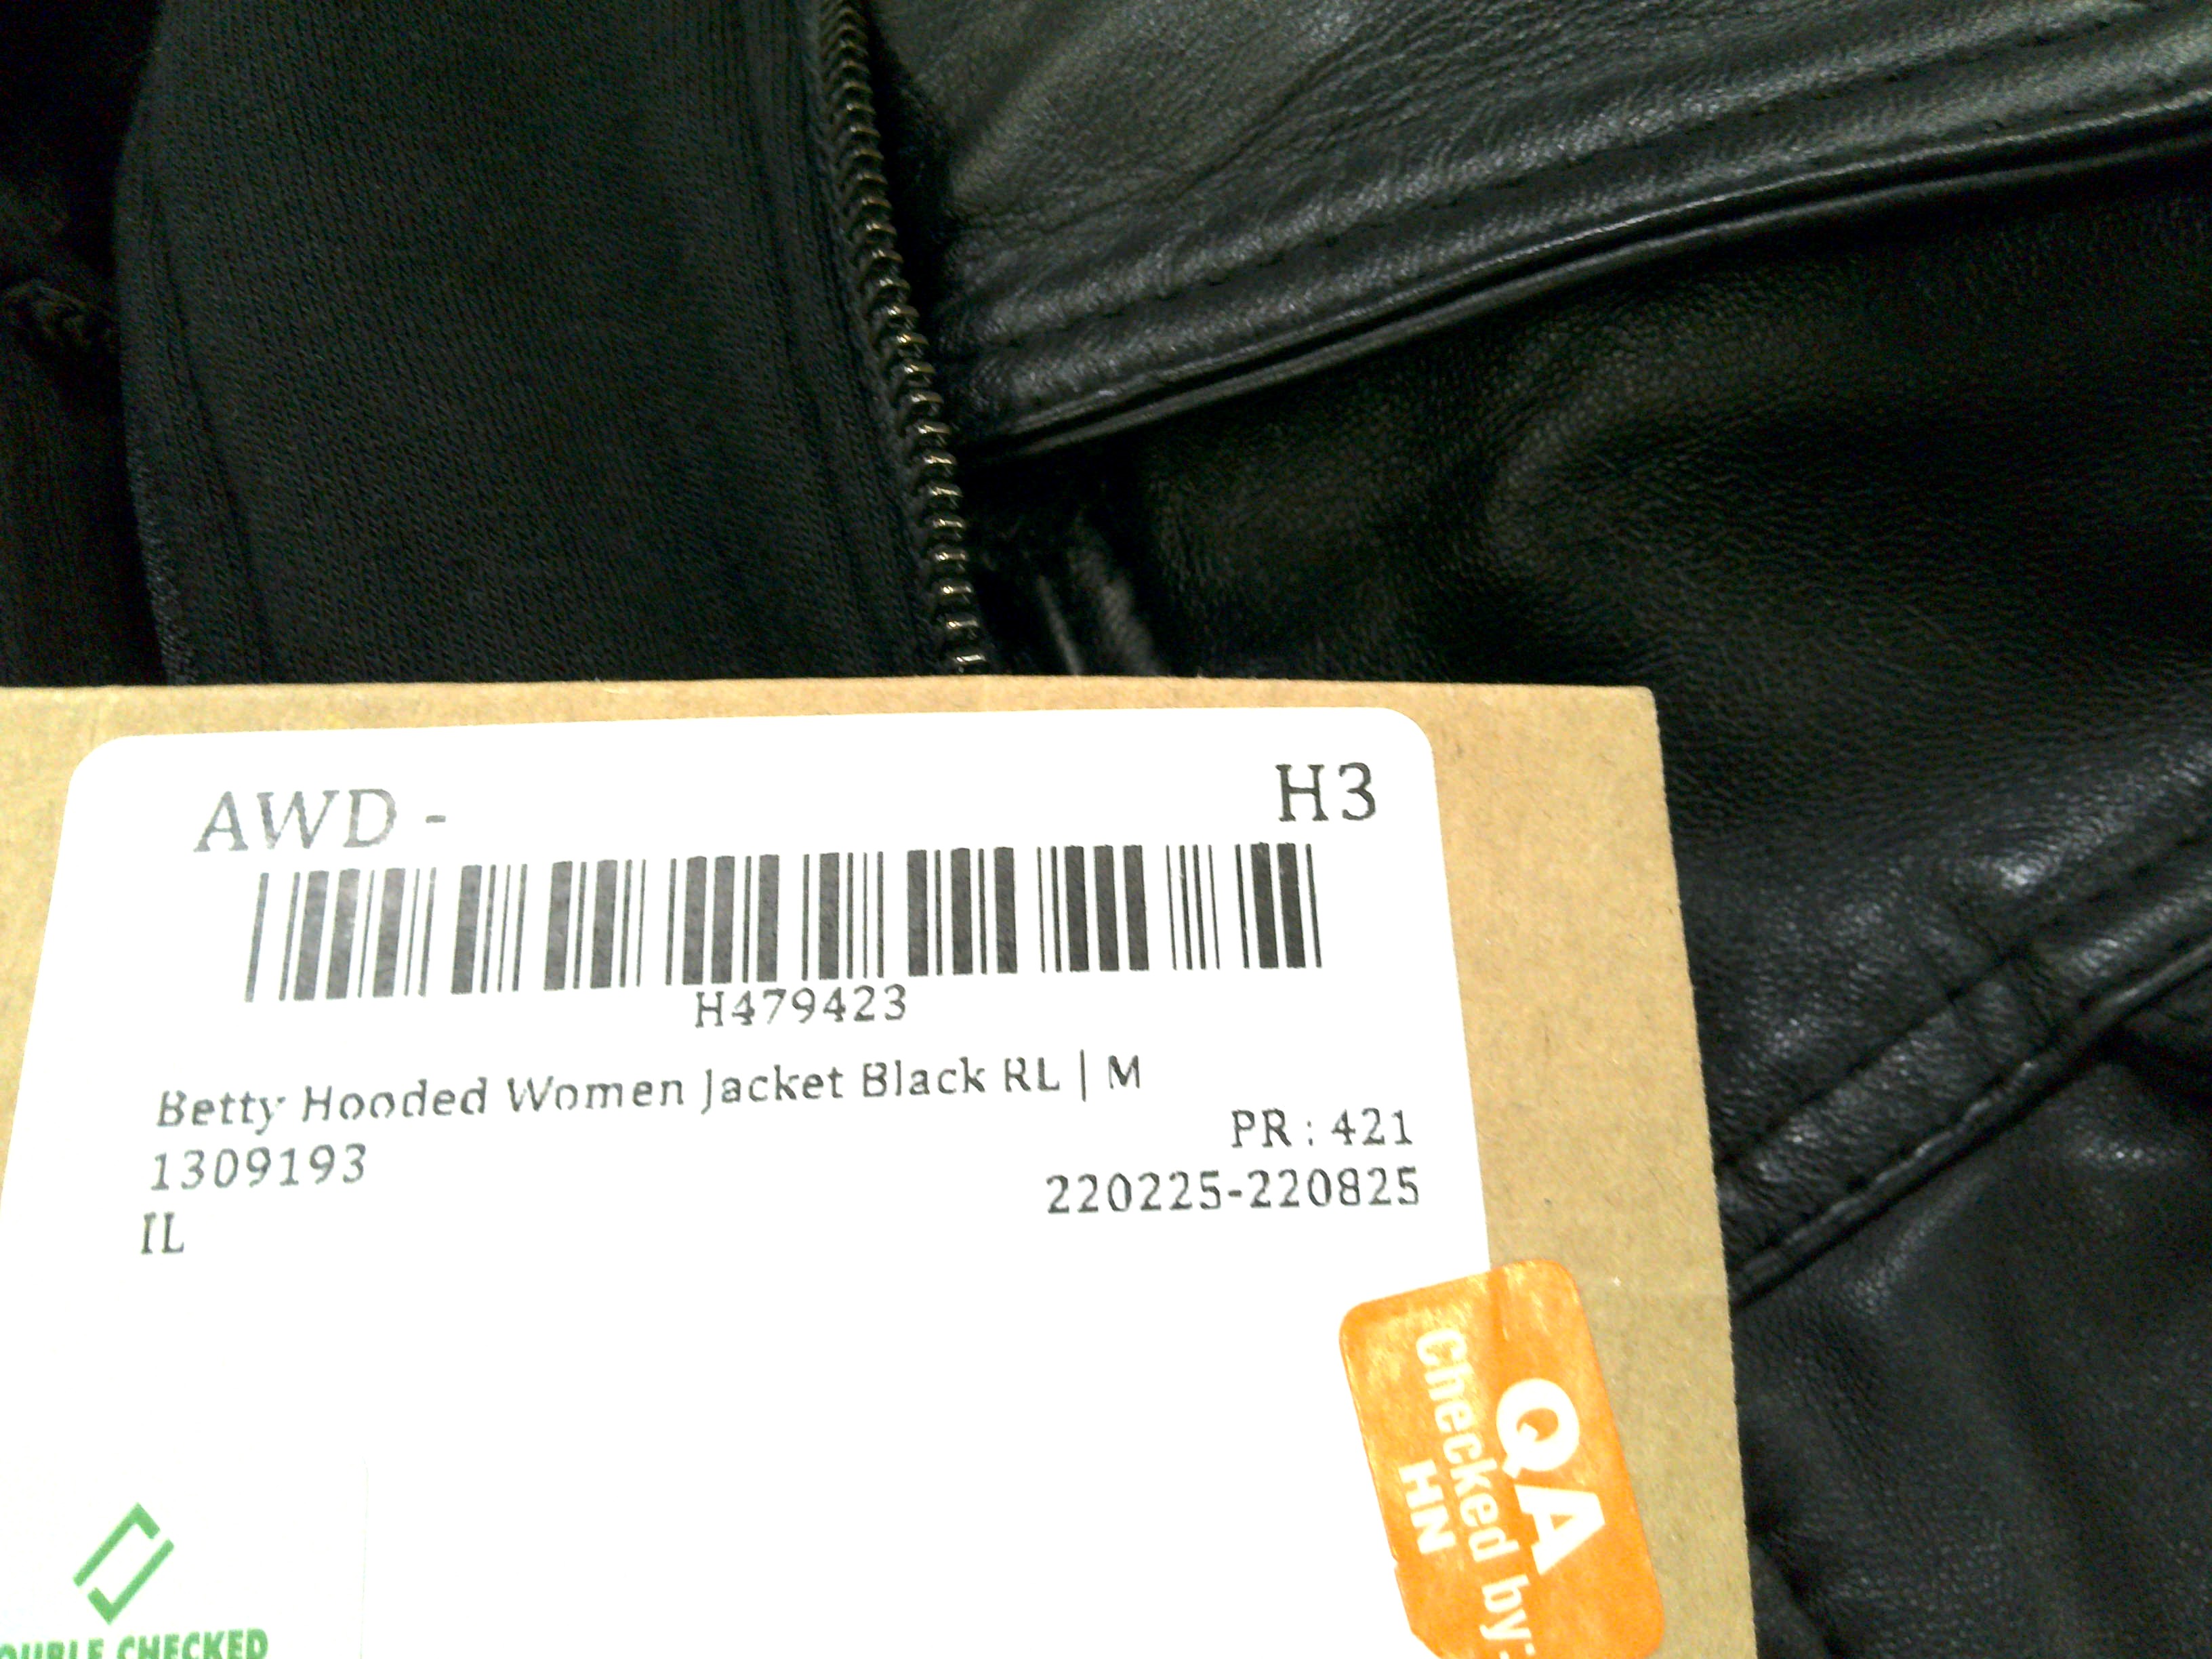 AWD - H3
H479423
Betty Hooded Women Jacket Black RL | M
1309193 PR : 421
IL 220225-220825
QA
Checked by:
HN
CHECKED